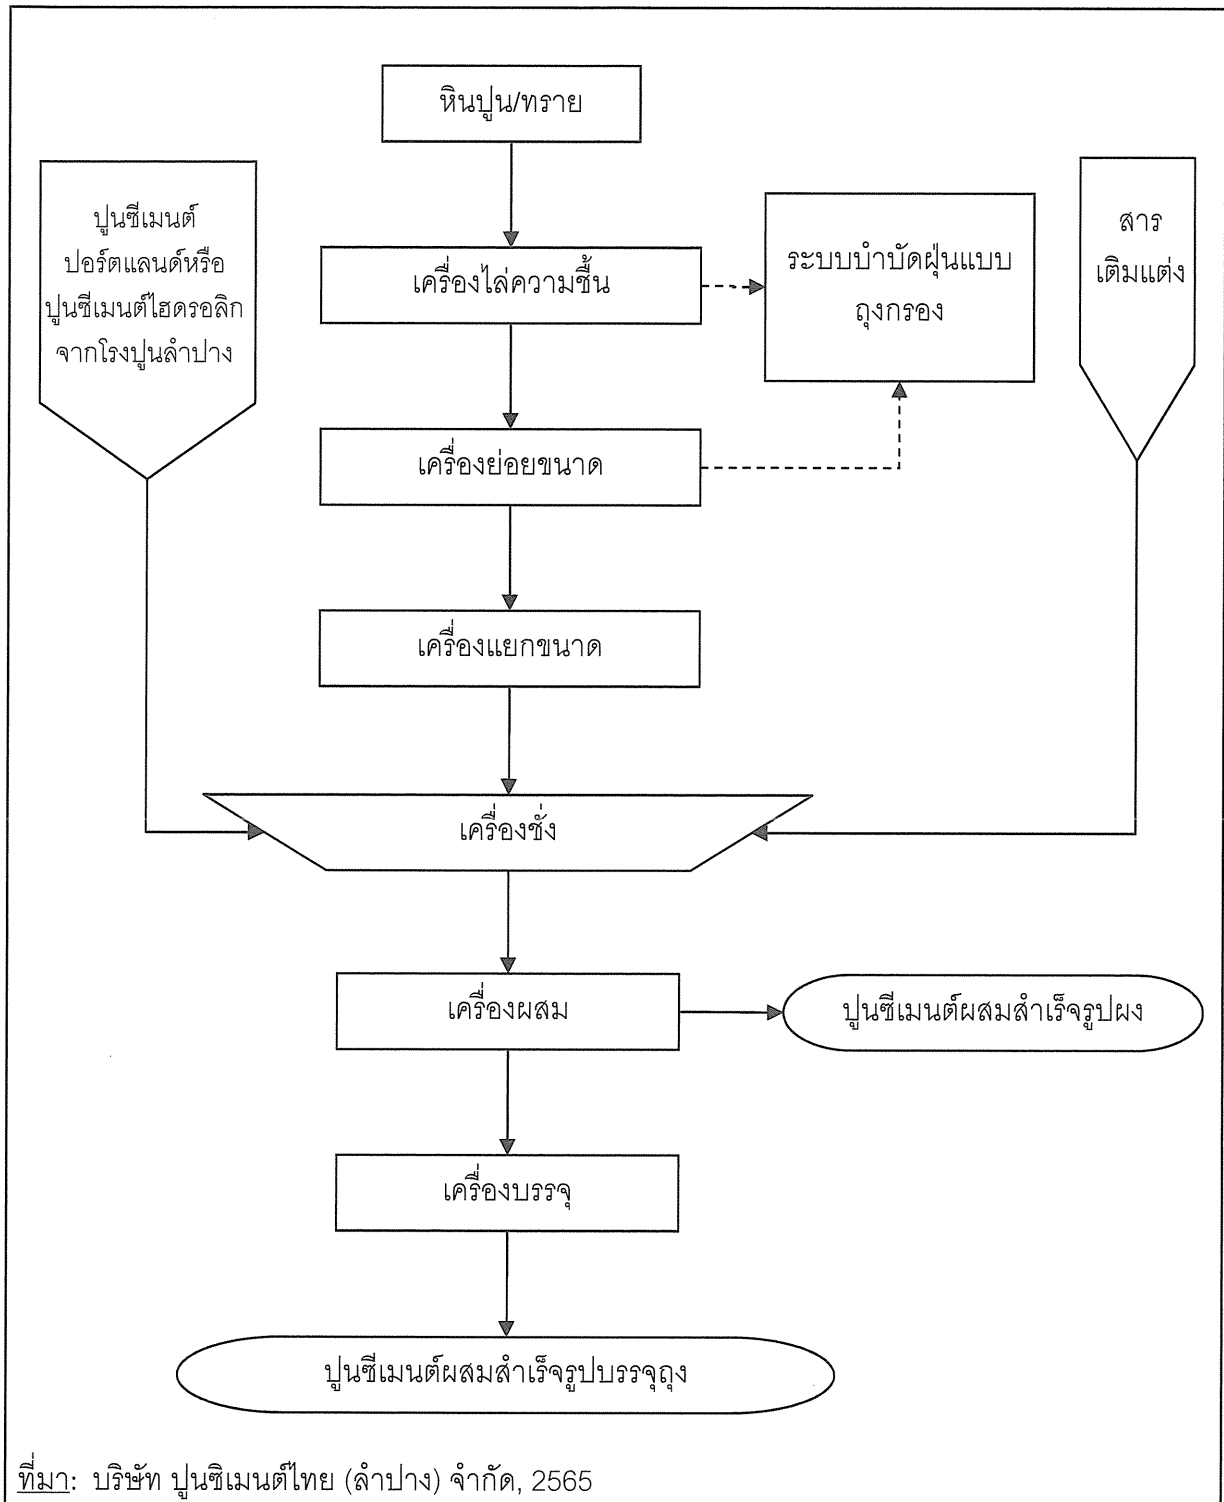 หินปูน/ทราย
ปูนซีเมนต์
ปอร์ตแลนด์หรือ
ปูนซีเมนต์ไฮดรอลิก
จากโรงปูนลำปาง
เครื่องไล่ความชื้น
ระบบบำบัดฝุ่นแบบ
ถุงกรอง
สาร
เติมแต่ง
เครื่องย่อยขนาด
เครื่องแยกขนาด
เครื่องชั่ง
เครื่องผสม
ปูนซีเมนต์ผสมสำเร็จรูปผง
เครื่องบรรจุ
ปูนซีเมนต์ผสมสำเร็จรูปบรรจุถุง
ที่มา: บริษัท ปูนซิเมนต์ไทย (ลำปาง) จำกัด, 2565